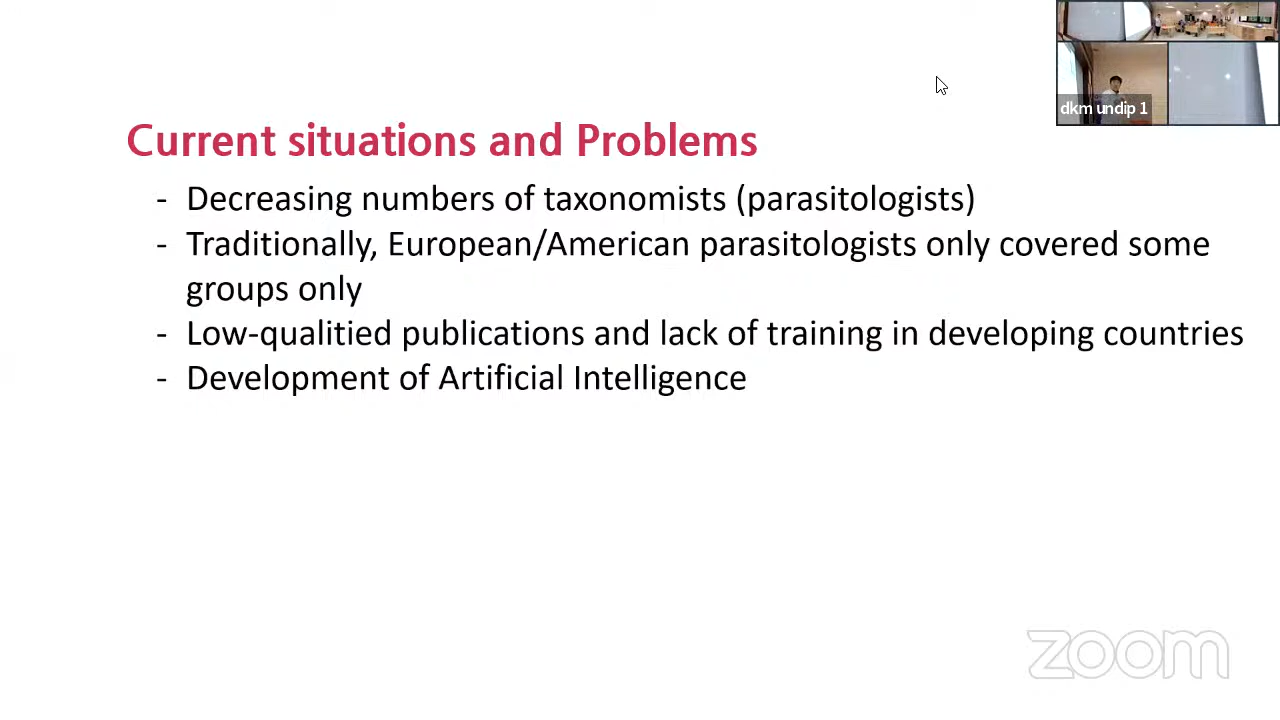 dkm undip 1
Current situations and Problems
- Decreasing numbers of taxonomists (parasitologists)
- Traditionally, European/American parasitologists only covered some
groups only
- Low-qualitied publications and lack of training in developing countries
- Development of Artificial Intelligence
zoom